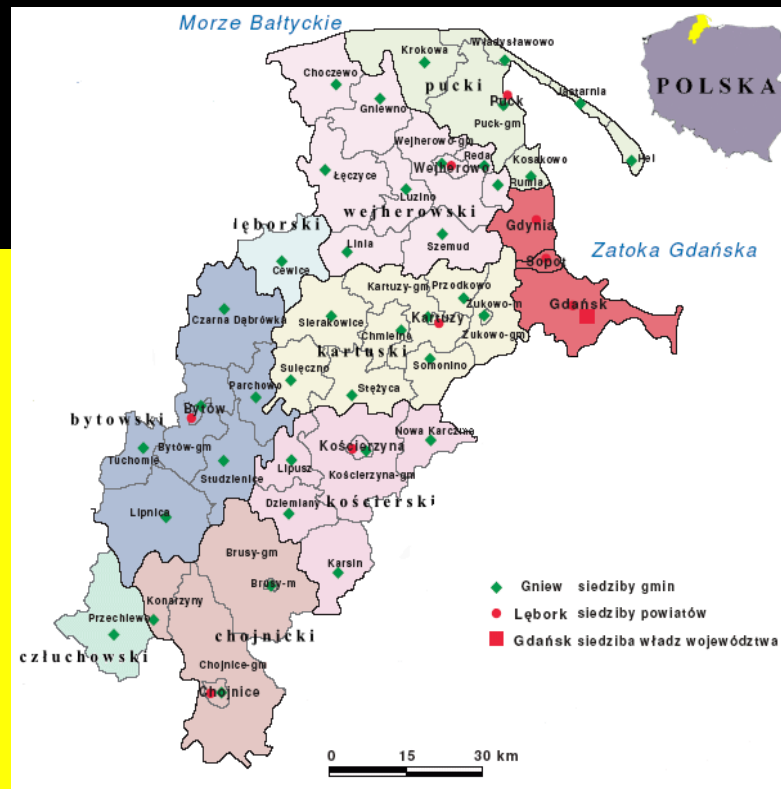 Morze Bałtyckie
Władysławowo
Krokowa
Choczewo
pucki
POLSKA
Jastarnia
Gniewno
Puck
Puck-gm
Wejherowo-gm
Reda
Kosakowo
Hel
Wejherowo
Łęczyce
Rumia
Luzino
wejherowski
lęborski
Gdynia
Linia
Szemud
Zatoka Gdańska
Cewice
Sopot
Kartuzy-gm
Przodkowo
Żukowo-m
Gdańsk
Czarna Dąbrówka
Sierakowice
Kartuzy
Chmielno
Żukowo-gm
kartuski
Somonino
Sulęczno
Parchowo
Stężyca
Bytów
bytowski
Nowa Karczma
Bytów-gm
Kościerzyna
Tuchomie
Lipusz
Studzienice
Kościerzyna-gm
kościerski
Dziemiany
Lipnica
Brusy-gm
Karsin
Brusy-m
Gniew siedziby gmin
Konarzyny
Lębork siedziby powiatów
Przechlewo
chojnicki
Gdańsk siedziba władz województwa
człuchowski
Chojnice-gm
Chojnice
0 15 30 km